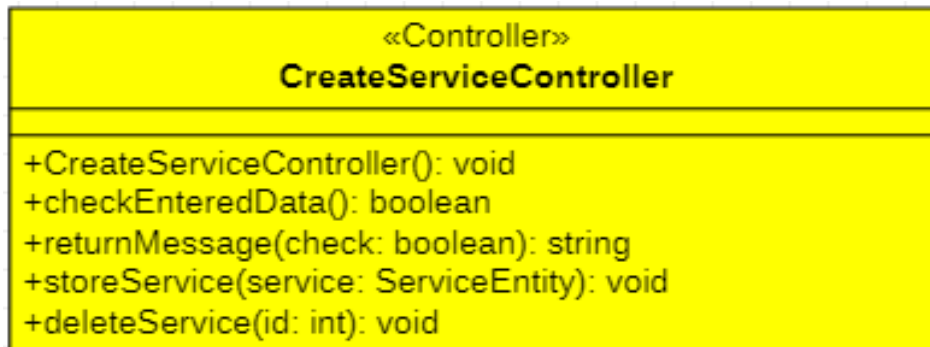 «Controller»
CreateServiceController
+CreateServiceController(): void
+checkEnteredData(): boolean
+returnMessage(check: boolean): string
+storeService(service: ServiceEntity): void
+deleteService(id: int): void